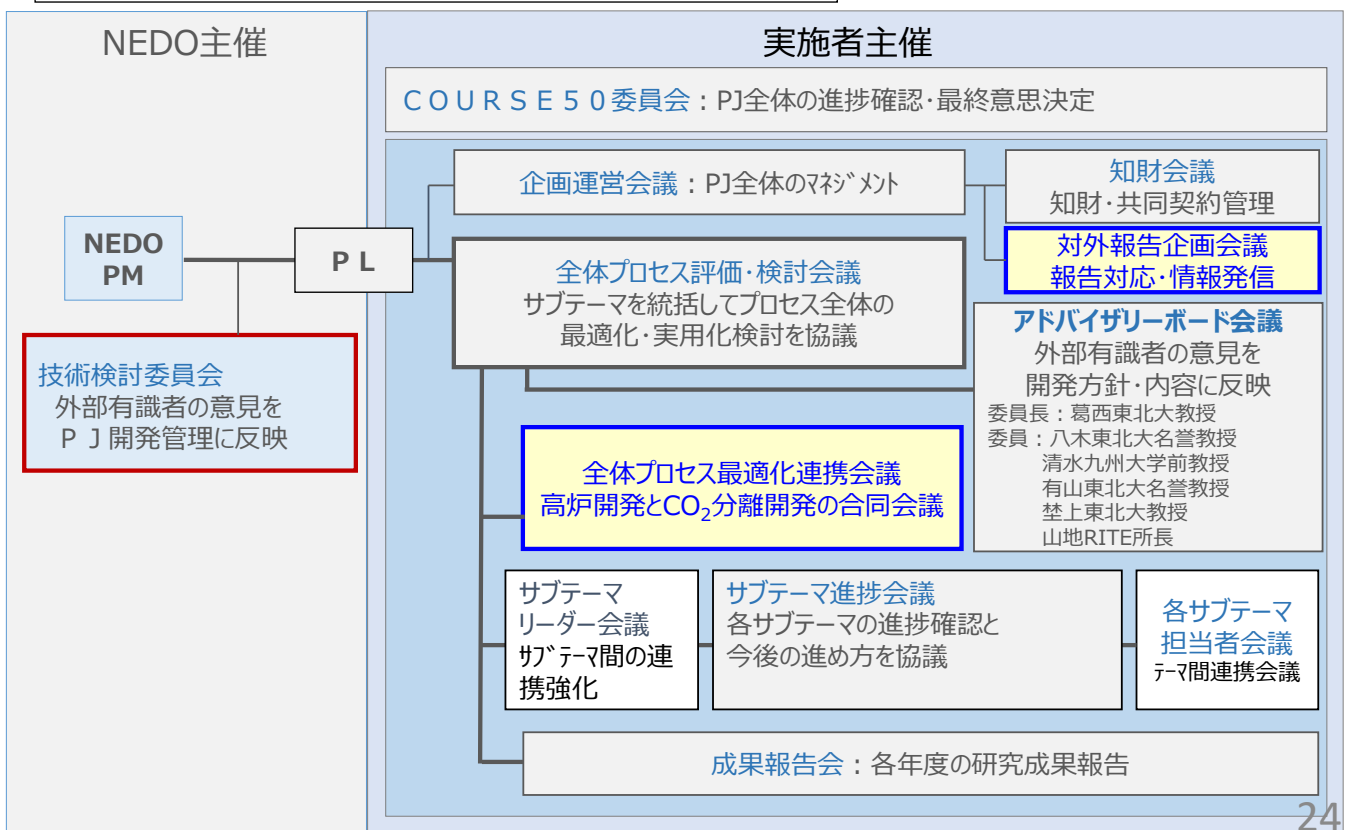 NEDO主催
実施者主催
ＣＯＵＲＳＥ５０委員会：PJ全体の進捗確認･最終意思決定
企画運営会議：PJ全体のﾏﾈｼﾞﾒﾝﾄ
知財会議
知財･共同契約管理
対外報告企画会議
報告対応･情報発信
NEDO
PM
ＰＬ
全体プロセス評価･検討会議
サブテーマを統括してプロセス全体の
最適化･実用化検討を協議
アドバイザリーボード会議
外部有識者の意見を
開発方針･内容に反映
委員長：葛西東北大教授
委員：八木東北大名誉教授
清水九州大学前教授
有山東北大名誉教授
埜上東北大教授
山地RITE所長
技術検討委員会
外部有識者の意見を
ＰＪ開発管理に反映
全体プロセス最適化連携会議
高炉開発とCO₂分離開発の合同会議
サブテーマ
リーダー会議
ｻﾌﾞﾃｰﾏ間の連
携強化
サブテーマ進捗会議
各サブテーマの進捗確認と
今後の進め方を協議
各サブテーマ
担当者会議
ﾃｰﾏ間連携会議
成果報告会：各年度の研究成果報告
24